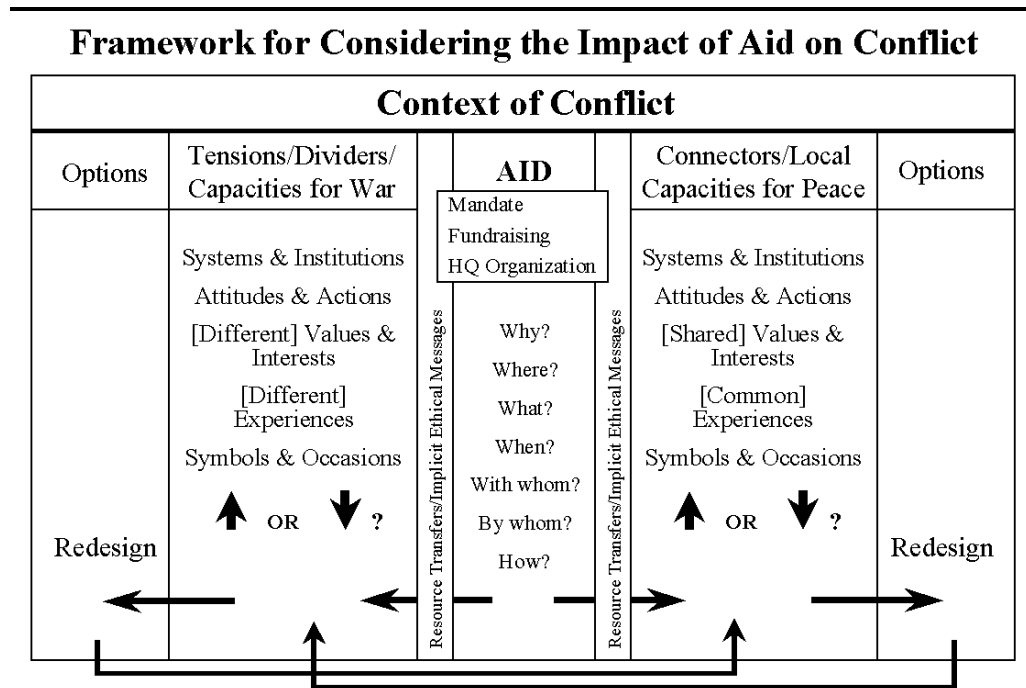 Framework for Considering the Impact of Aid on Conflict
Context of Conflict
Options
Tensions/Dividers/
Capacities for War
AID
Connectors/Local
Capacities for Peace
Options
Mandate
Fundraising
HQ Organization
Systems & Institutions
Attitudes & Actions
[Different] Values &
Interests
[Different]
Experiences
Symbols & Occasions
OR ?
Redesign
Resource Transfers/Implicit Ethical Messages
Why?
Where?
What?
When?
With whom?
By whom?
How?
Resource Transfers/Implicit Ethical Messages
Systems & Institutions
Attitudes & Actions
[Shared] Values &
Interests
[Common]
Experiences
Symbols & Occasions
OR ?
Redesign